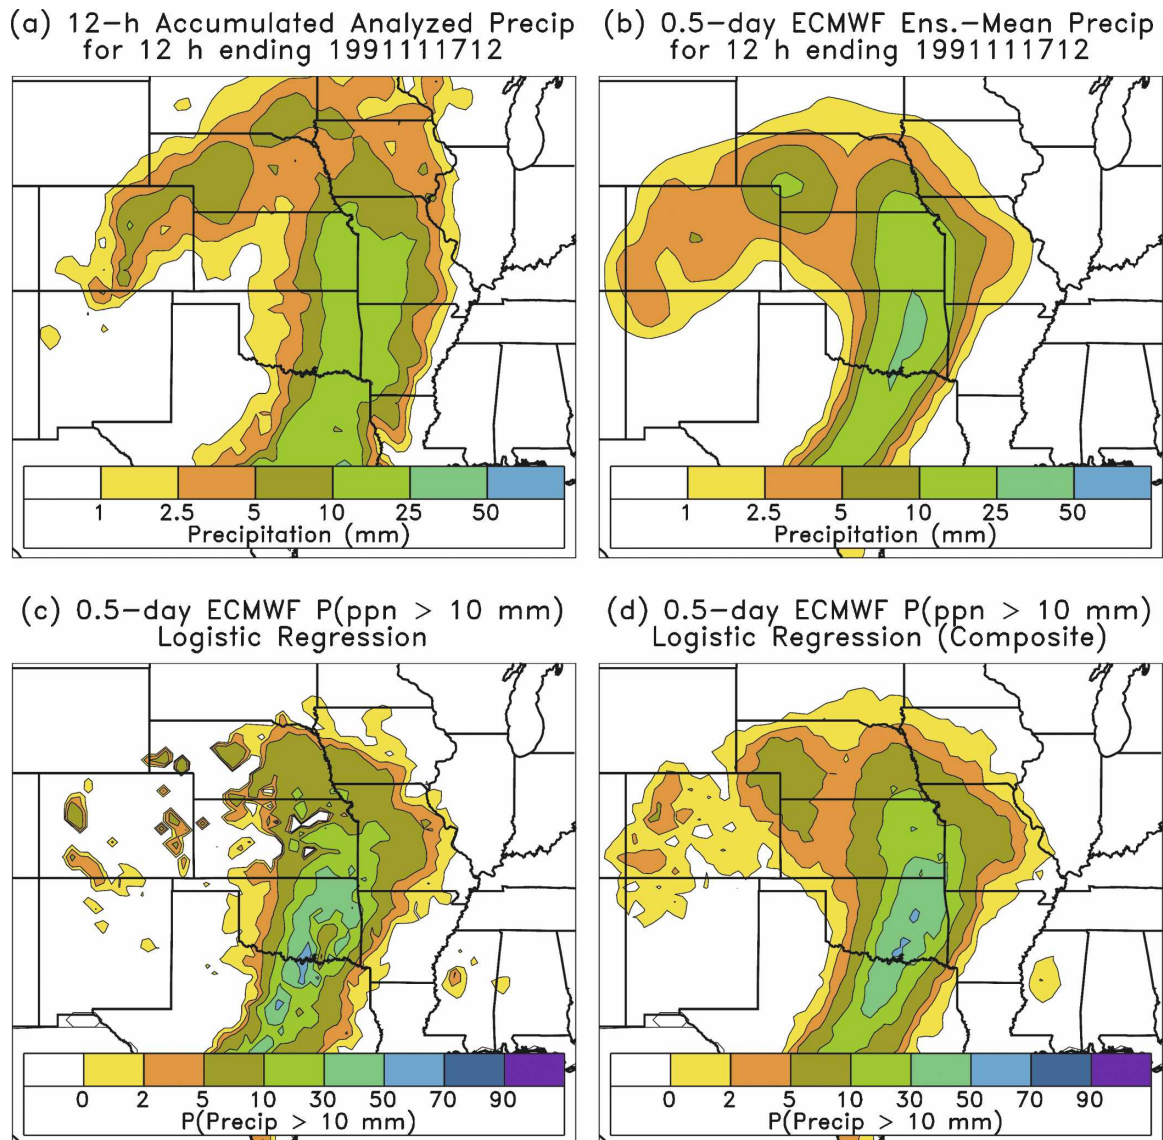 (a) 12-h Accumulated Analyzed Precip
for 12 h ending 1991111712
(b) 0.5-day ECMWF Ens.-Mean Precip
for 12 h ending 1991111712
1 2.5 5 10 25 50
Precipitation (mm)
1 2.5 5 10 25 50
Precipitation (mm)
(c) 0.5-day ECMWF P(ppn > 10 mm)
Logistic Regression
(d) 0.5-day ECMWF P(ppn > 10 mm)
Logistic Regression (Composite)
0 2 5 10 30 50 70 90
P(Precip > 10 mm)
0 2 5 10 30 50 70 90
P(Precip > 10 mm)